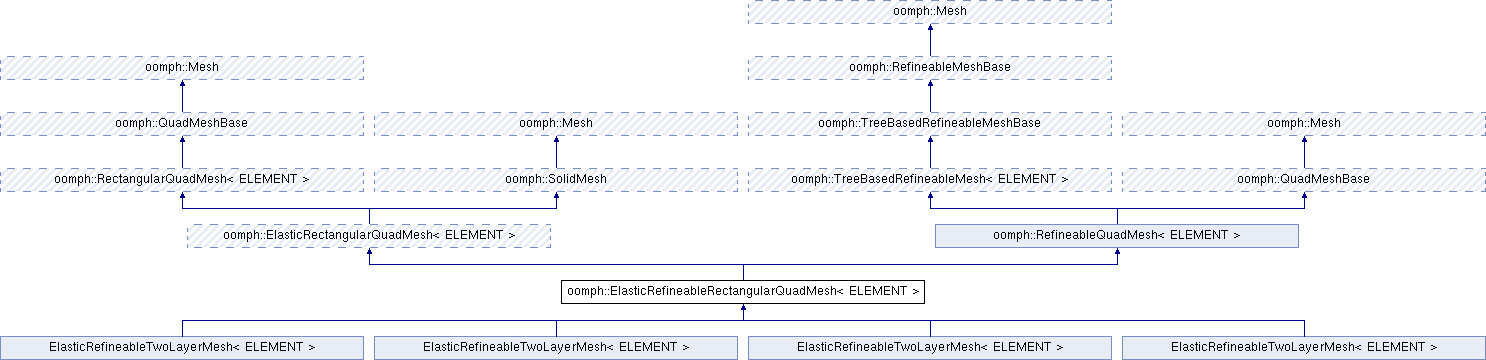 oomph::Mesh
oomph::Mesh
oomph::RefineableMeshBase
oomph::QuadMeshBase
oomph::Mesh
oomph::TreeBasedRefineableMeshBase
oomph::Mesh
oomph::RectangularQuadMesh< ELEMENT >
oomph::SolidMesh
oomph::TreeBasedRefineableMesh< ELEMENT >
oomph::QuadMeshBase
oomph::ElasticRectangularQuadMesh< ELEMENT >
oomph::RefineableQuadMesh< ELEMENT >
oomph::ElasticRefineableRectangularQuadMesh< ELEMENT >
ElasticRefineableTwoLayerMesh< ELEMENT >
ElasticRefineableTwoLayerMesh< ELEMENT >
ElasticRefineableTwoLayerMesh< ELEMENT >
ElasticRefineableTwoLayerMesh< ELEMENT >